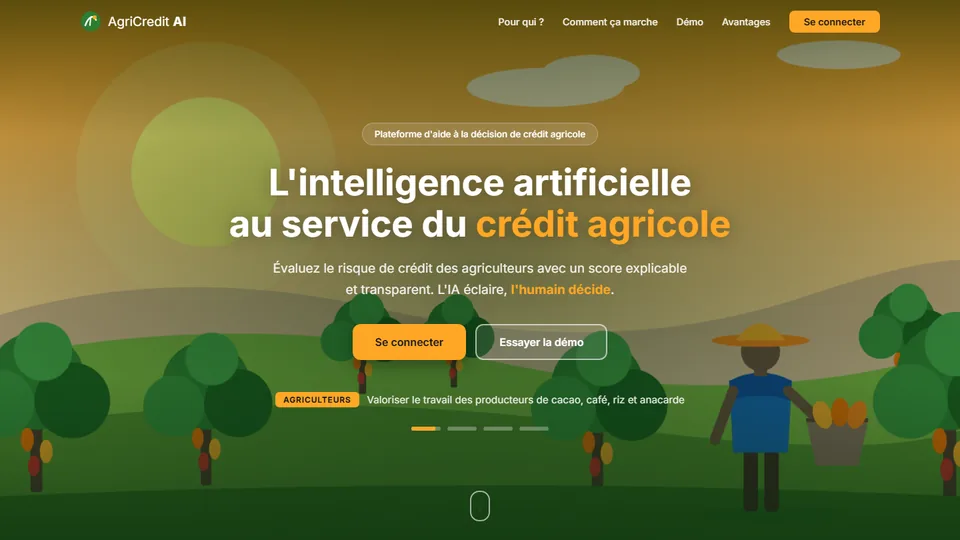 AgriCredit AI
Pour qui ?
Comment ça marche
Démo
Avantages
Se connecter
Plateforme d'aide à la décision de crédit agricole
L'intelligence artificielle
au service du crédit agricole
Évaluez le risque de crédit des agriculteurs avec un score explicable
et transparent. L'IA éclaire, l'humain décide.
Se connecter
Essayer la démo
AGRICULTEURS Valoriser le travail des producteurs de cacao, café, riz et anacarde